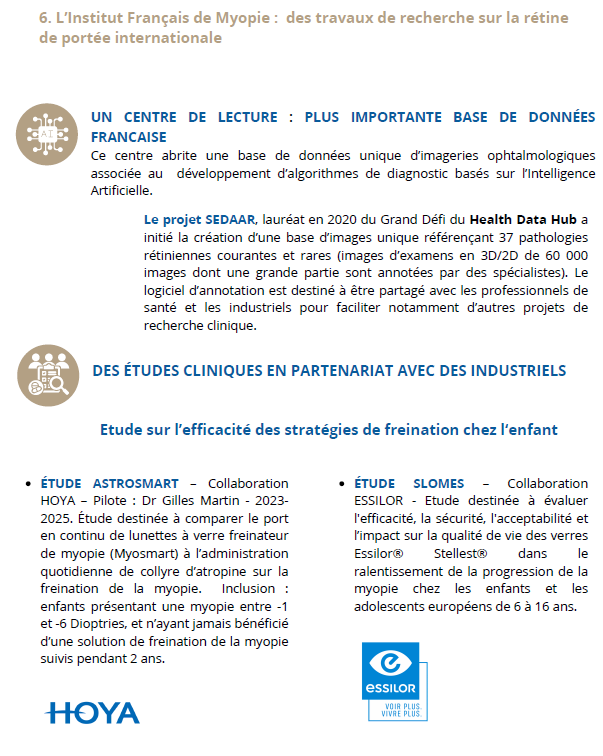 6. L’Institut Français de Myopie :  des travaux de recherche sur la rétine
de portée internationale
A I
UN CENTRE DE LECTURE : PLUS IMPORTANTE BASE DE DONNÉES
FRANCAISE
Ce centre abrite une base de données unique d’imageries ophtalmologiques
associée au  développement d’algorithmes de diagnostic basés sur l’Intelligence
Artificielle.
Le projet SEDAAR, lauréat en 2020 du Grand Défi du Health Data Hub a
initié la création d’une base d’images unique référençant 37 pathologies
rétiniennes courantes et rares (images d’examens en 3D/2D de 60 000
images dont une grande partie sont annotées par des spécialistes). Le
logiciel d’annotation est destiné à être partagé avec les professionnels de
santé et les industriels pour faciliter notamment d’autres projets de
recherche clinique.
DES ÉTUDES CLINIQUES EN PARTENARIAT AVEC DES INDUSTRIELS
Etude sur l’efficacité des stratégies de freination chez l’enfant
• ÉTUDE ASTROSMART – Collaboration
HOYA – Pilote : Dr Gilles Martin - 2023-
2025. Étude destinée à comparer le port
en continu de lunettes à verre freinateur
de myopie (Myosmart) à l’administration
quotidienne de collyre d’atropine sur la
freination de la myopie.  Inclusion :
enfants présentant une myopie entre -1
et -6 Dioptries, et n’ayant jamais bénéficié
d’une solution de freination de la myopie
suivis pendant 2 ans.
HOYA
• ÉTUDE SLOMES – Collaboration
ESSILOR - Etude destinée à évaluer
l'efficacité, la sécurité, l'acceptabilité et
l’impact sur la qualité de vie des verres
Essilor® Stellest® dans le
ralentissement de la progression de la
myopie chez les enfants et les
adolescents européens de 6 à 16 ans.
essilor
VOIR PLUS.
VIVRE PLUS.